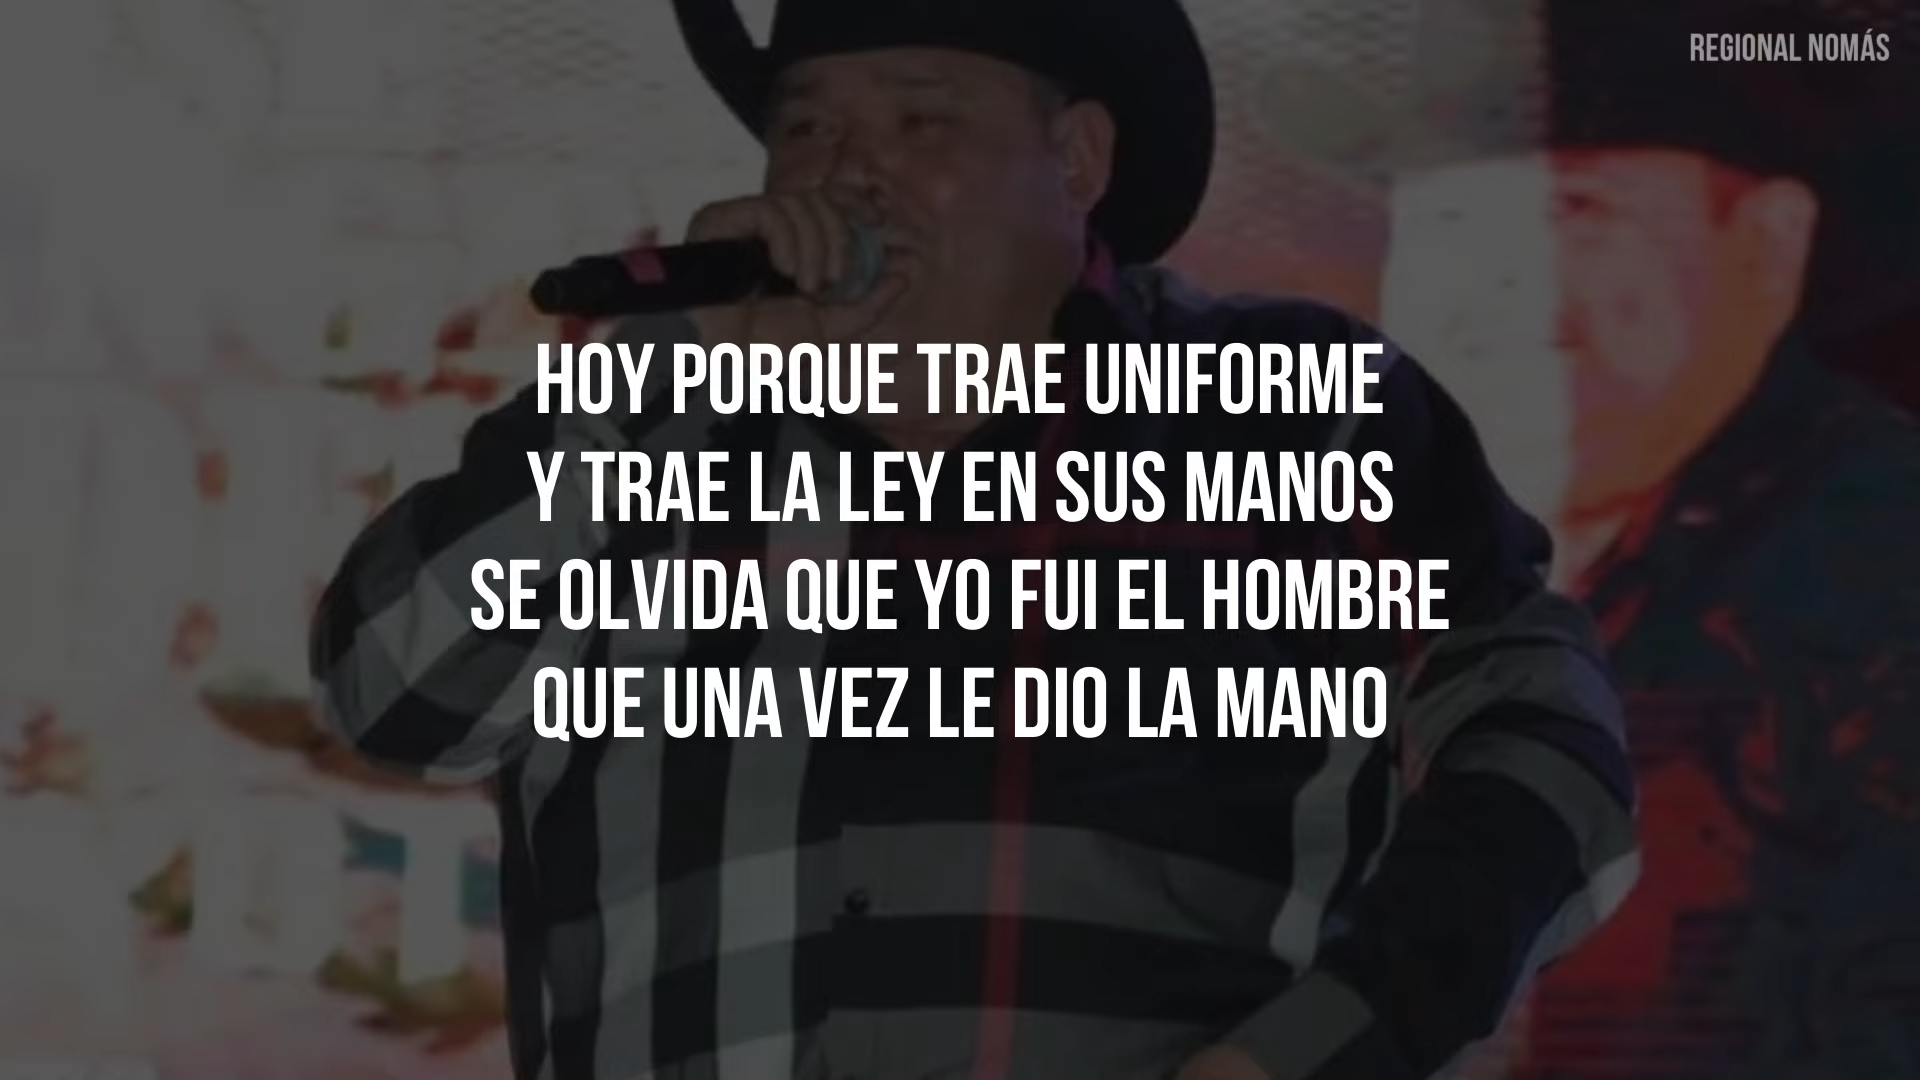 REGIONAL NOMÁS
HOY PORQUE TRAE UNIFORME
Y TRAE LA LEY EN SUS MANOS
SE OLVIDA QUE YO FUI EL HOMBRE
QUE UNA VEZ LE DIO LA MANO